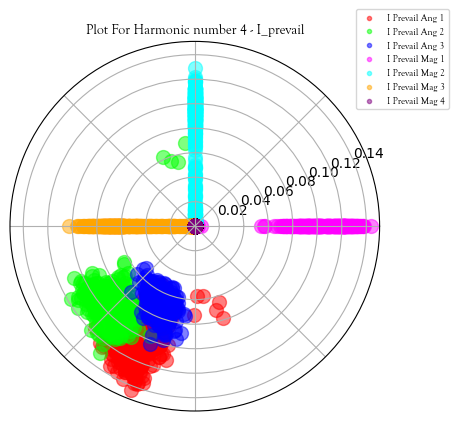 Plot For Harmonic number 4 - I_prevail
I Prevail Ang 1
I Prevail Ang 2
I Prevail Ang 3
I Prevail Mag 1
I Prevail Mag 2
I Prevail Mag 3
I Prevail Mag 4
0.14
0.12
0.10
0.08
0.06
0.04
0.02